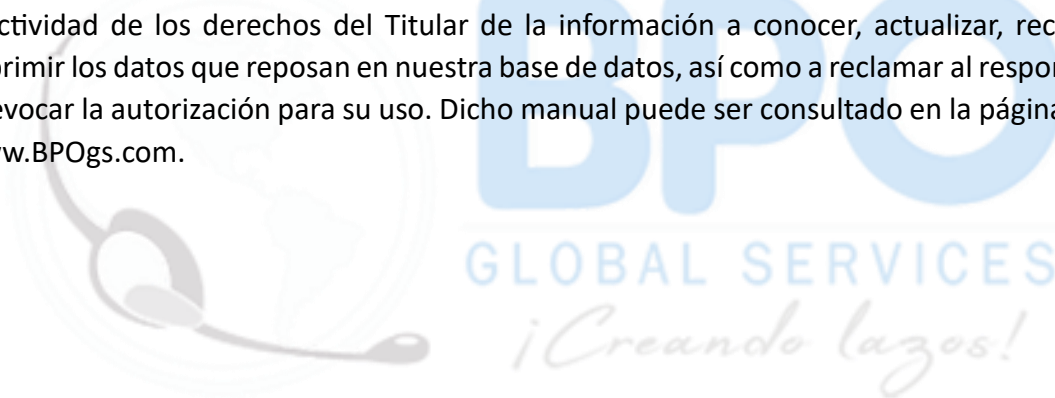 ctividad de los derechos del Titular de la información a conocer, actualizar, rec
rimir los datos que reposan en nuestra base de datos, así como a reclamar al respon
evocar la autorización para su uso. Dicho manual puede ser consultado en la página
w.BPOgs.com.
BPO
GLOBAL SERVICES
¡Creando lazos!